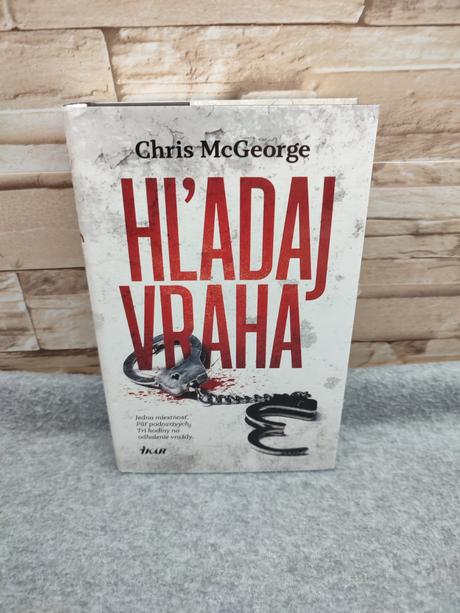 Chris McGeorge
HĽADAJ
VRAHA
Jedna miestnosť.
Päť podozrivých.
Tri hodiny na
odhalenie vraždy.
IKAR